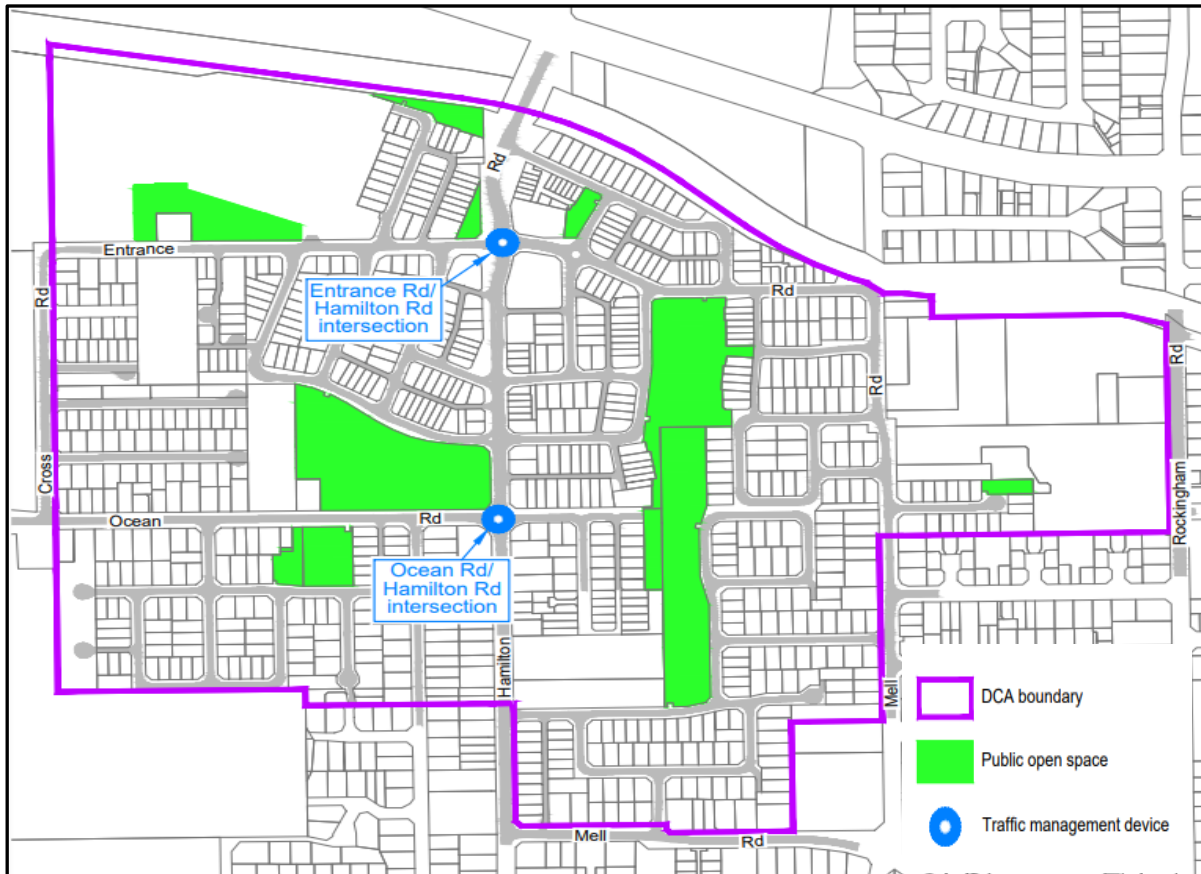 Rd
Entrance
Rd
Entrance Rd/
Hamilton Rd
intersection
Rd
Rd
Rd
Cross
Ocean
Rd
Rockingham
Ocean Rd/
Hamilton Rd
intersection
Hamilton
Mell
DCA boundary
Public open space
Traffic management device
Mell
Rd